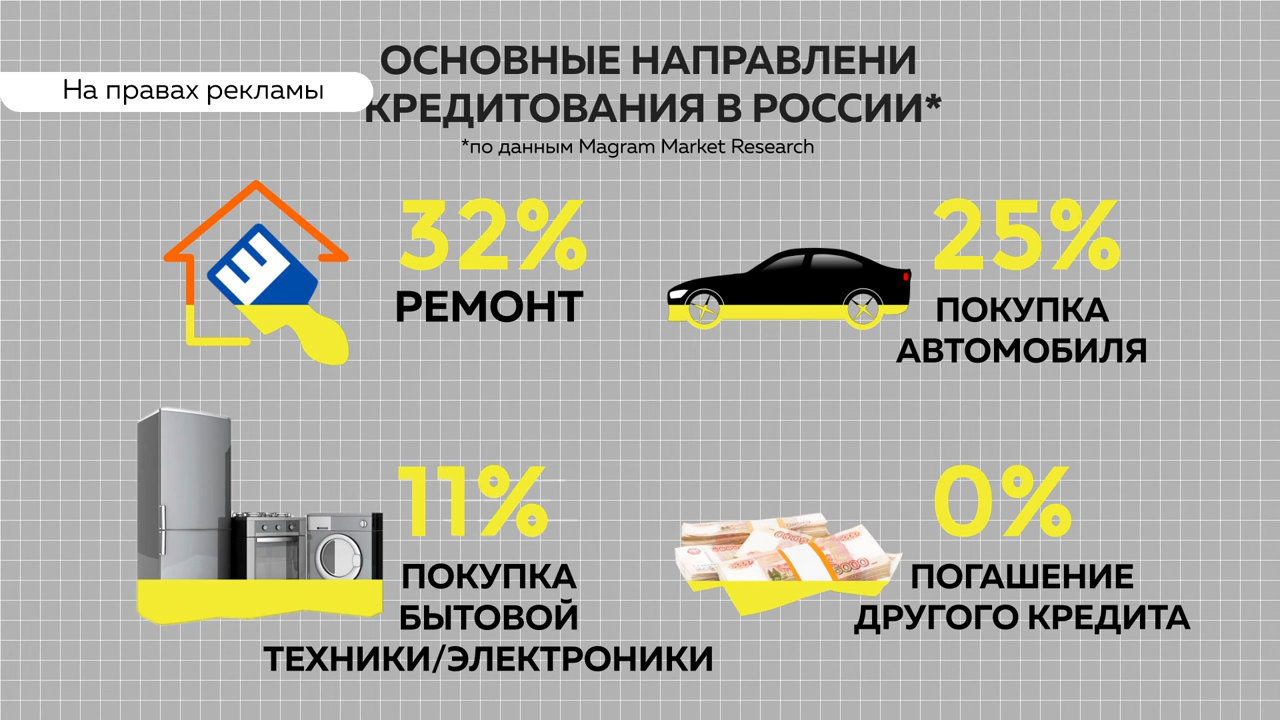 ОСНОВНЫЕ НАПРАВЛЕНИ
На правах рекламы
КРЕДИТОВАНИЯ В РОССИИ*
*по данным Magram Market Research
32%
РЕМОНТ
25%
ПОКУПКА
АВТОМОБИЛЯ
11%
ПОКУПКА
БЫТОВОЙ
ТЕХНИКИ/ЭЛЕКТРОНИКИ
0%
ПОГАШЕНИЕ
ДРУГОГО КРЕДИТА